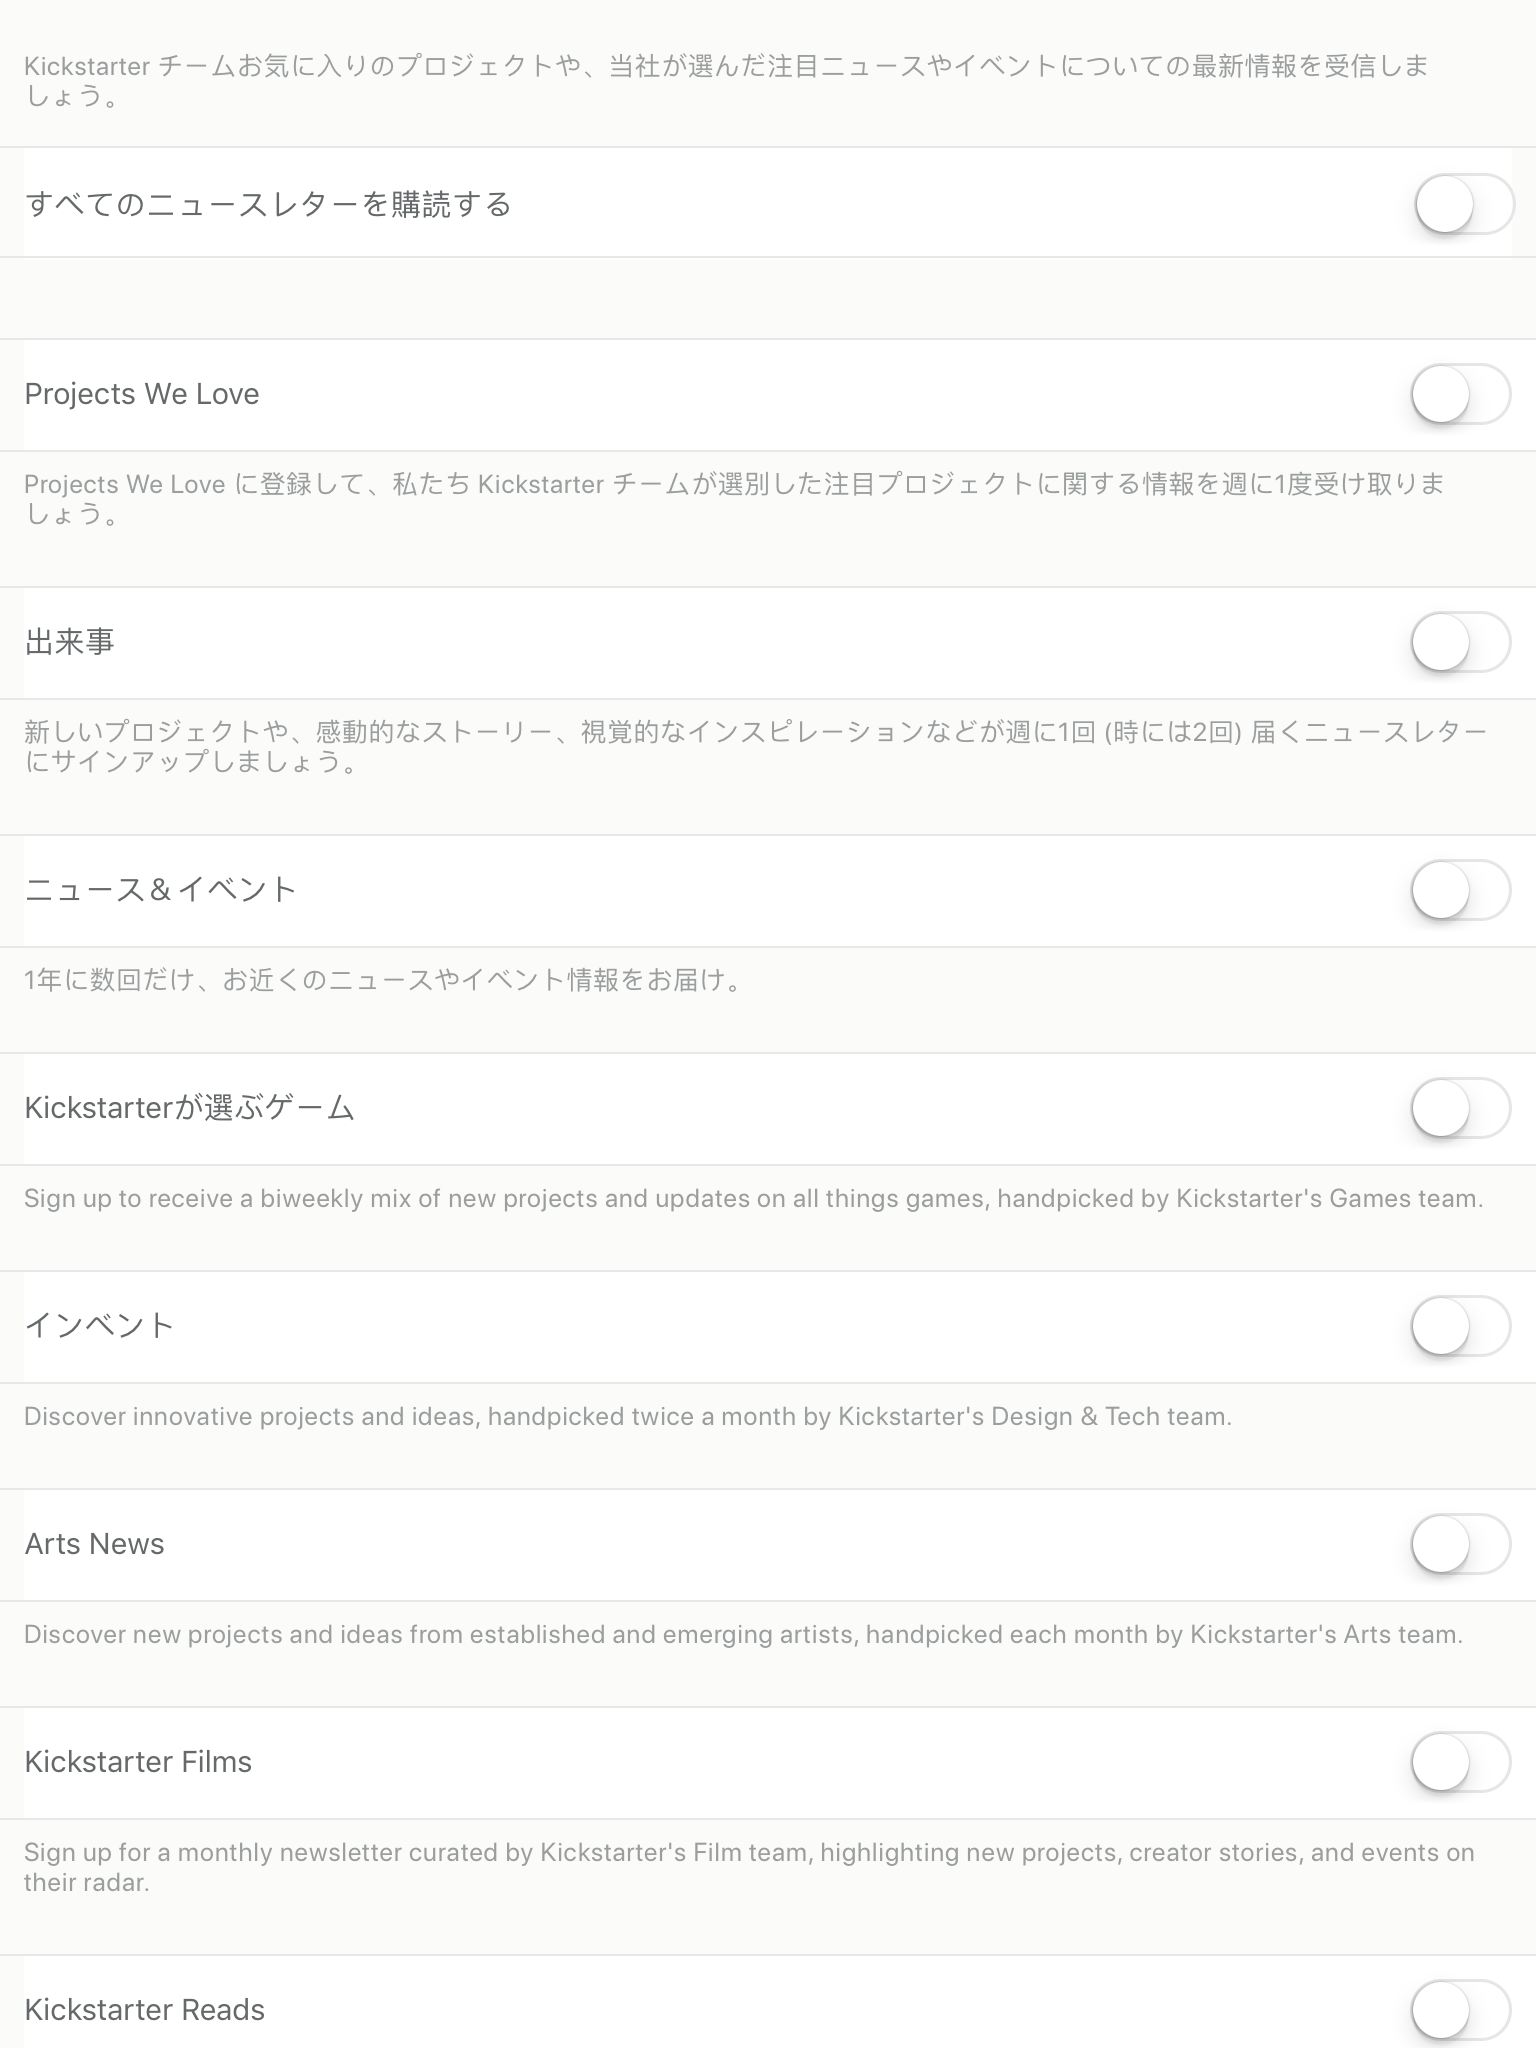 Kickstarter チームお気に入りのプロジェクトや、当社が選んだ注目ニュースやイベントについての最新情報を受信しま
しょう。
すべてのニュースレターを購読する
Projects We Love
Projects We Love に登録して、私たち Kickstarter チームが選別した注目プロジェクトに関する情報を週に1度受け取りま
しょう。
出来事
新しいプロジェクトや、感動的なストーリー、視覚的なインスピレーションなどが週に1回 (時には2回) 届くニュースレター
にサインアップしましょう。
ニュース＆イベント
1年に数回だけ、お近くのニュースやイベント情報をお届け。
Kickstarterが選ぶゲーム
Sign up to receive a biweekly mix of new projects and updates on all things games, handpicked by Kickstarter's Games team.
インベント
Discover innovative projects and ideas, handpicked twice a month by Kickstarter's Design & Tech team.
Arts News
Discover new projects and ideas from established and emerging artists, handpicked each month by Kickstarter's Arts team.
Kickstarter Films
Sign up for a monthly newsletter curated by Kickstarter's Film team, highlighting new projects, creator stories, and events on
their radar.
Kickstarter Reads